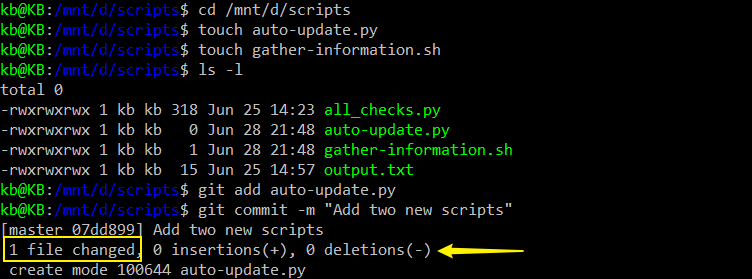 kb@KB:/mnt/d/scripts$ cd /mnt/d/scripts
kb@KB:/mnt/d/scripts$ touch auto-update.py
kb@KB:/mnt/d/scripts$ touch gather-information.sh
kb@KB:/mnt/d/scripts$ ls -l
total 0
-rwxrwxrwx 1 kb kb 318 Jun 25 14:23 all_checks.py
-rwxrwxrwx 1 kb kb   0 Jun 28 21:48 auto-update.py
-rwxrwxrwx 1 kb kb   1 Jun 28 21:48 gather-information.sh
-rwxrwxrwx 1 kb kb  15 Jun 25 14:57 output.txt
kb@KB:/mnt/d/scripts$ git add auto-update.py
kb@KB:/mnt/d/scripts$ git commit -m "Add two new scripts"
[master 07dd899] Add two new scripts
 1 file changed, 0 insertions(+), 0 deletions(-)
 create mode 100644 auto-update.py